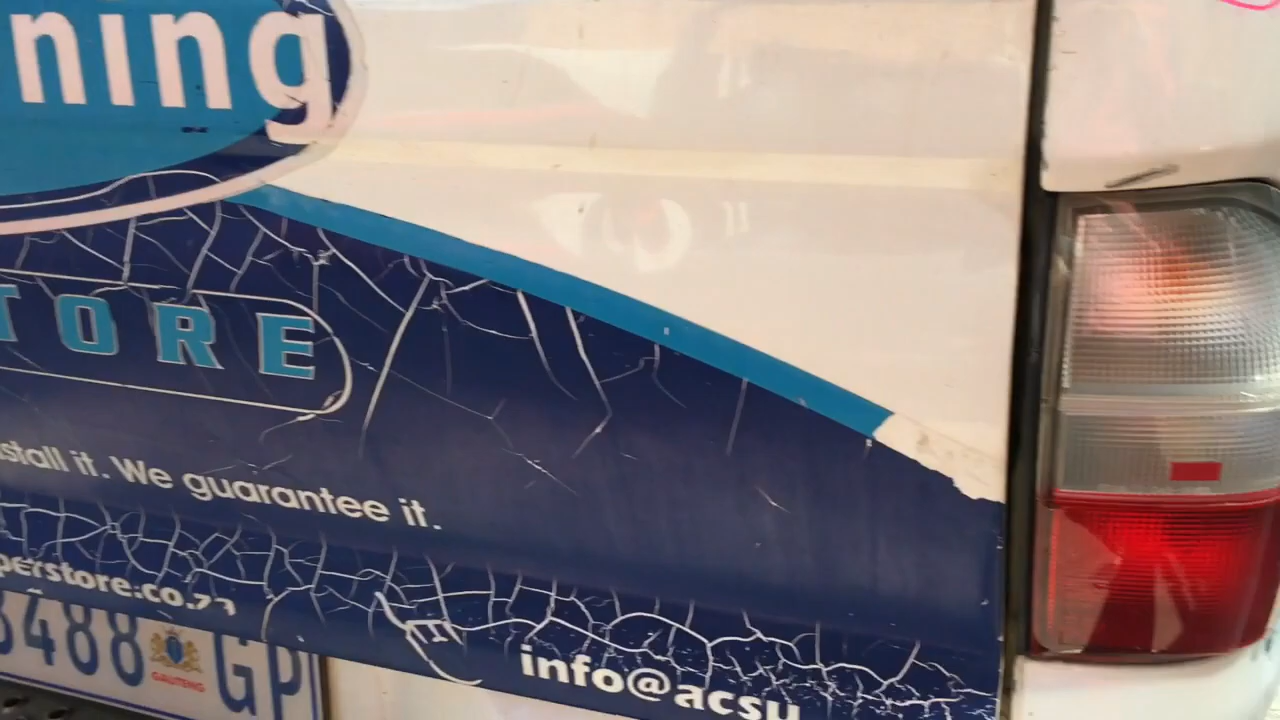 ning
TORE
stall it. We guarantee it.
perstore.co.za
3488 GP
GAUTENG
info@acsu